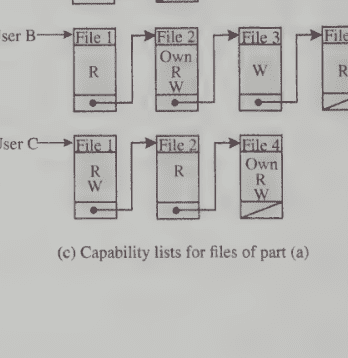 User B File 1 File 2 File 3 File
R Own W R
R
W
User C File 1 File 2 File 4
R R Own
W R
W
(c) Capability lists for files of part (a)